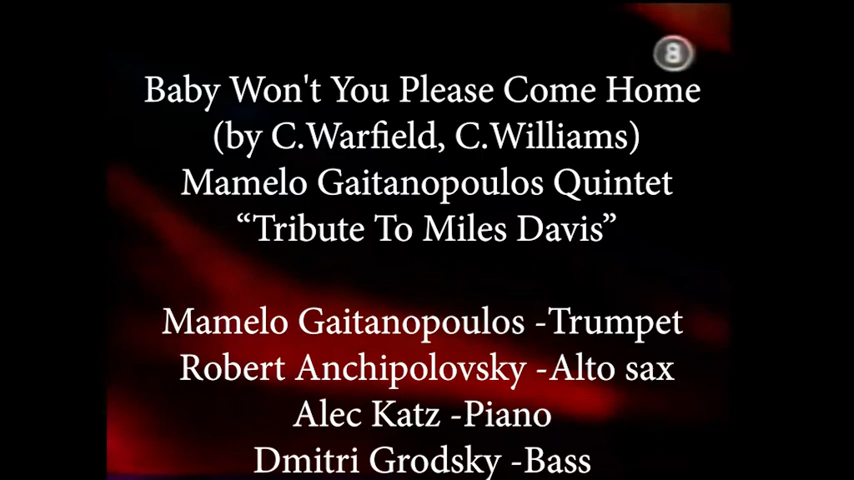 8
Baby Won't You Please Come Home
(by C.Warfield, C.Williams)
Mamelo Gaitanopoulos Quintet
“Tribute To Miles Davis”
Mamelo Gaitanopoulos -Trumpet
Robert Anchipolovsky -Alto sax
Alec Katz -Piano
Dmitri Grodsky -Bass